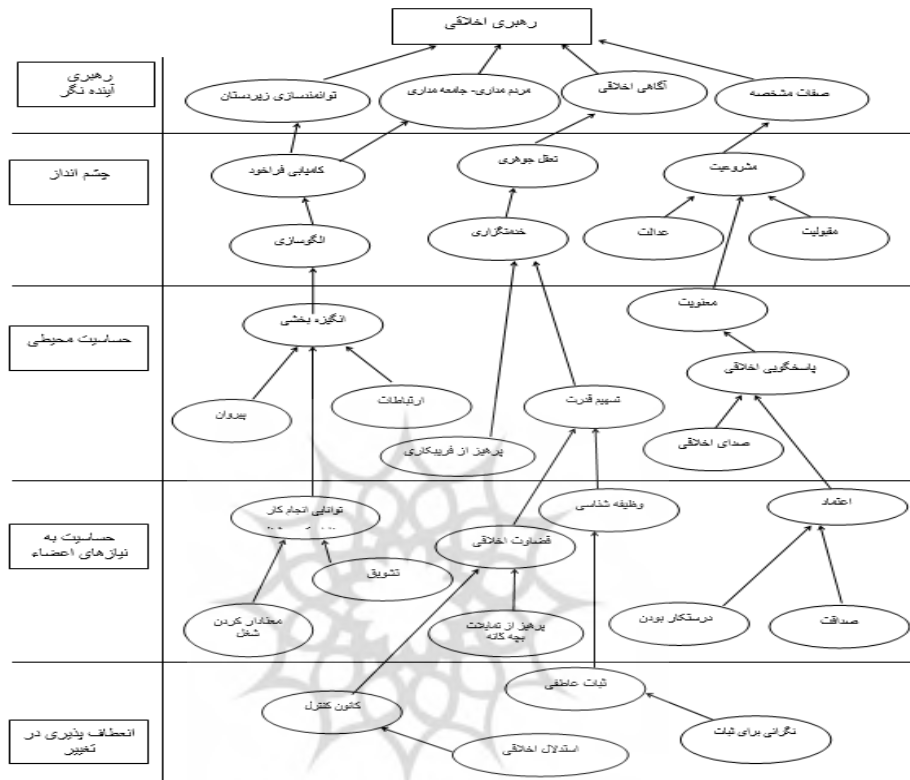 رهبری اخلاقی
رهبری
آینده نگر
صفات مشخصه
آگاهی اخلاقی
مردم مداری- جامعه مداری
توانمندسازی زیردستان
چشم انداز
مشروعیت
تعقل جوهری
کامیابی فراخود
مقبولیت
عدالت
خدمتگزاری
الگوسازی
حساسیت محیطی
معنویت
انگیزه بخشی
پاسخگویی اخلاقی
تسهیم قدرت
ارتباطات
پیروان
صدای اخلاقی
پرهیز از فریبکاری
حساسیت به
نیازهای اعضاء
اعتماد
وظیفه شناسی
توانایی انجام کار
قضاوت اخلاقی
تشویق
صداقت
درستکار بودن
پرهیز از تمایلات
بچه گانه
معنادار کردن
شغل
انعطاف پذیری در
تغییر
ثبات عاطفی
کانون کنترل
نگرانی برای ثبات
استدلال اخلاقی